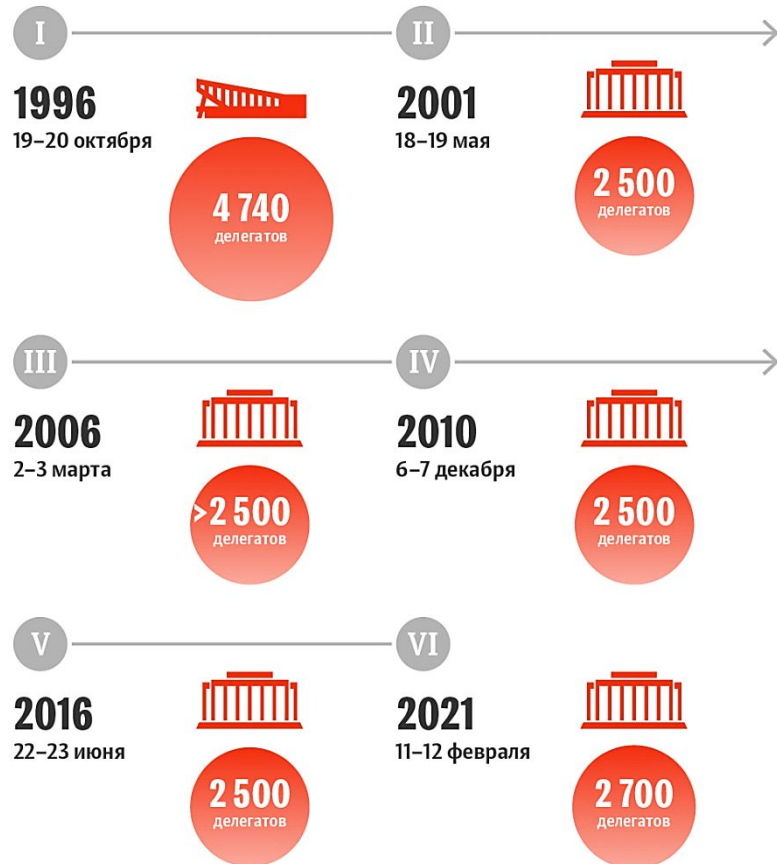 I
1996
19–20 октября
4 740
делегатов
II
2001
18–19 мая
2 500
делегатов
III
2006
2–3 марта
>2 500
делегатов
IV
2010
6–7 декабря
2 500
делегатов
V
2016
22–23 июня
2 500
делегатов
VI
2021
11–12 февраля
2 700
делегатов